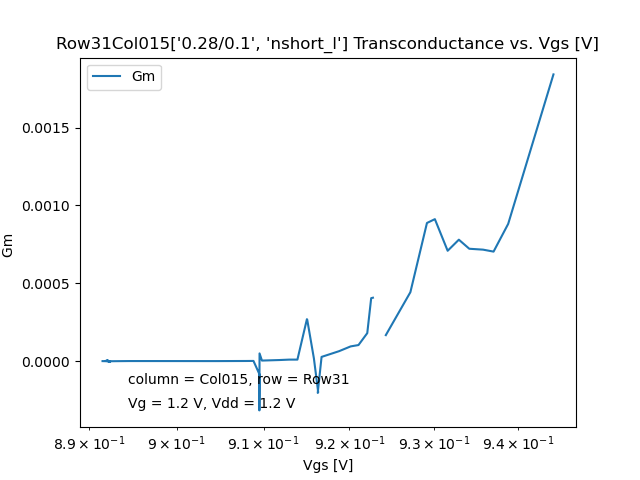 Row31Col015['0.28/0.1', 'nshort_l'] Transconductance vs. Vgs [V]
Gm
0.0015
0.0010
Gm
0.0005
0.0000
column = Col015, row = Row31
Vg = 1.2 V, Vdd = 1.2 V
8.9 × 10⁻¹ 9 × 10⁻¹ 9.1 × 10⁻¹ 9.2 × 10⁻¹ 9.3 × 10⁻¹ 9.4 × 10⁻¹
Vgs [V]